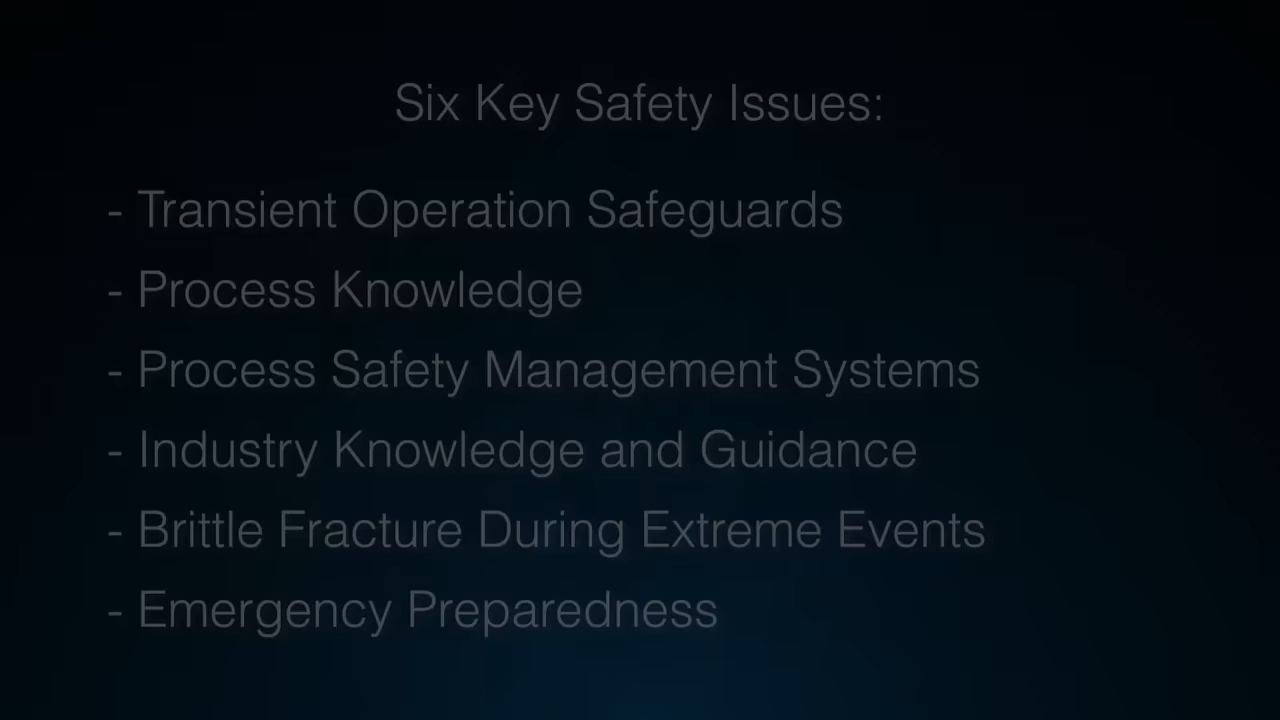 Six Key Safety Issues:
- Transient Operation Safeguards
- Process Knowledge
- Process Safety Management Systems
- Industry Knowledge and Guidance
- Brittle Fracture During Extreme Events
- Emergency Preparedness